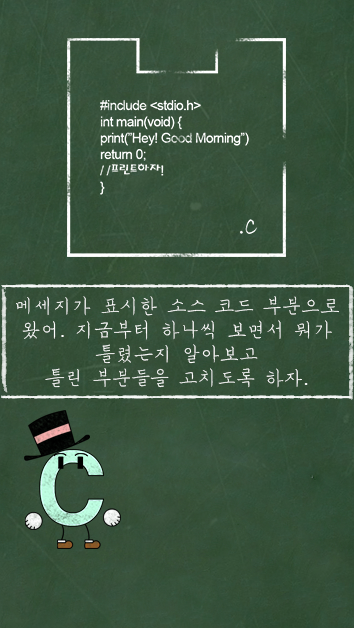 #include <stdio.h>
int main(void) {
print("Hey! Good Morning")
return 0;
//프린트하자!
}
.C
메세지가 표시한 소스 코드 부분으로
왔어. 지금부터 하나씩 보면서 뭐가
틀렸는지 알아보고
틀린 부분들을 고치도록 하자.
C